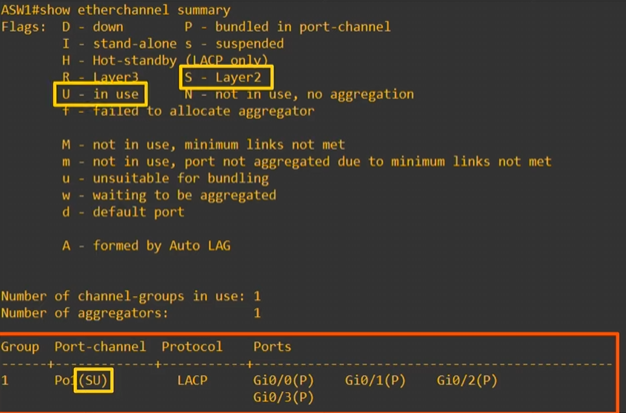 ASW1#show etherchannel summary
Flags: D - down P - bundled in port-channel
I - stand-alone s - suspended
H - Hot-standby (LACP only)
R - Layer3 S - Layer2
U - in use N - not in use, no aggregation
f - failed to allocate aggregator
M - not in use, minimum links not met
m - not in use, port not aggregated due to minimum links not met
u - unsuitable for bundling
w - waiting to be aggregated
d - default port
A - formed by Auto LAG
Number of channel-groups in use: 1
Number of aggregators: 1
Group Port-channel Protocol Ports
------+-------------+-----------+-----------------------------------------------
1 Po1(SU) LACP Gi0/0(P) Gi0/1(P) Gi0/2(P)
Gi0/3(P)